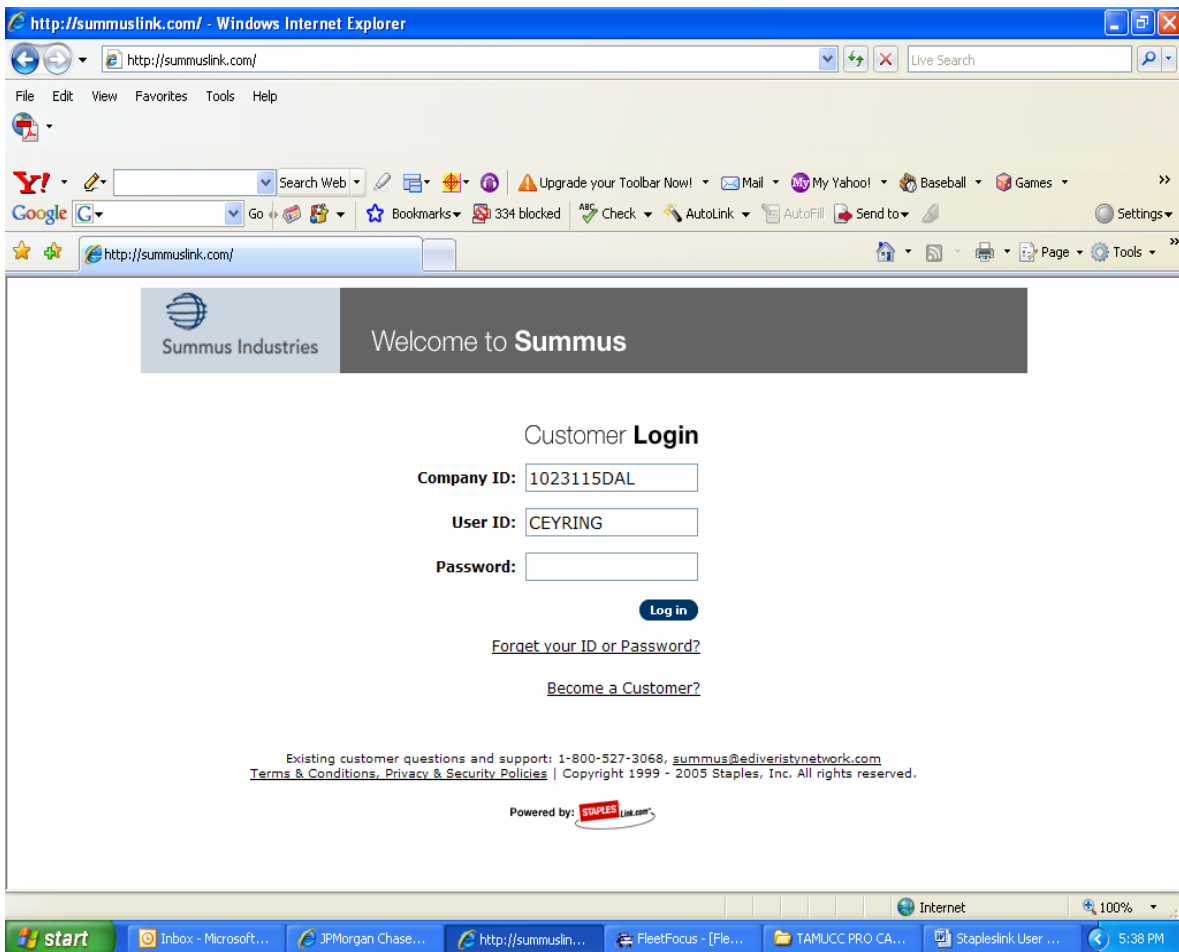 http://summuslink.com/ - Windows Internet Explorer
http://summuslink.com/ Live Search
File Edit View Favorites Tools Help
Y! Search Web Upgrade your Toolbar Now! Mail My My Yahoo! Baseball Games »
Google G Go Bookmarks 334 blocked ABC Check AutoLink AutoFill Send to Settings
http://summuslink.com/ Page Tools »
Summus Industries Welcome to Summus
Customer Login
Company ID: 1023115DAL
User ID: CEYRING
Password:
Log in
Forget your ID or Password?
Become a Customer?
Existing customer questions and support: 1-800-527-3068, summus@ediveristynetwork.com
Terms & Conditions, Privacy & Security Policies | Copyright 1999 - 2005 Staples, Inc. All rights reserved.
Powered by: STAPLES Link.com
Internet 100%
start Inbox - Microsoft... JPMorgan Chase... http://summuslin... FleetFocus - [Fle... TAMUCC PRO CA... Stapleslink User ... 5:38 PM